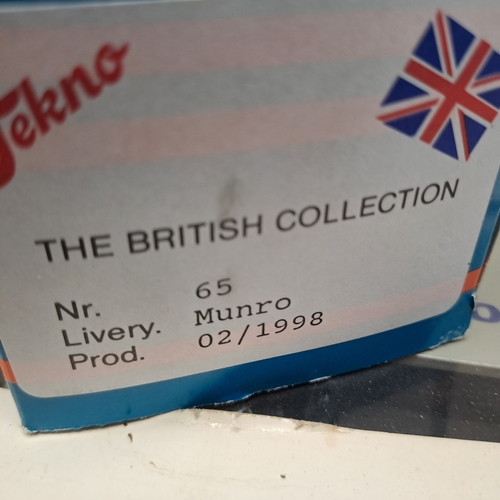 Tekno
THE BRITISH COLLECTION
Nr. 65
Livery. Munro
Prod. 02/1998